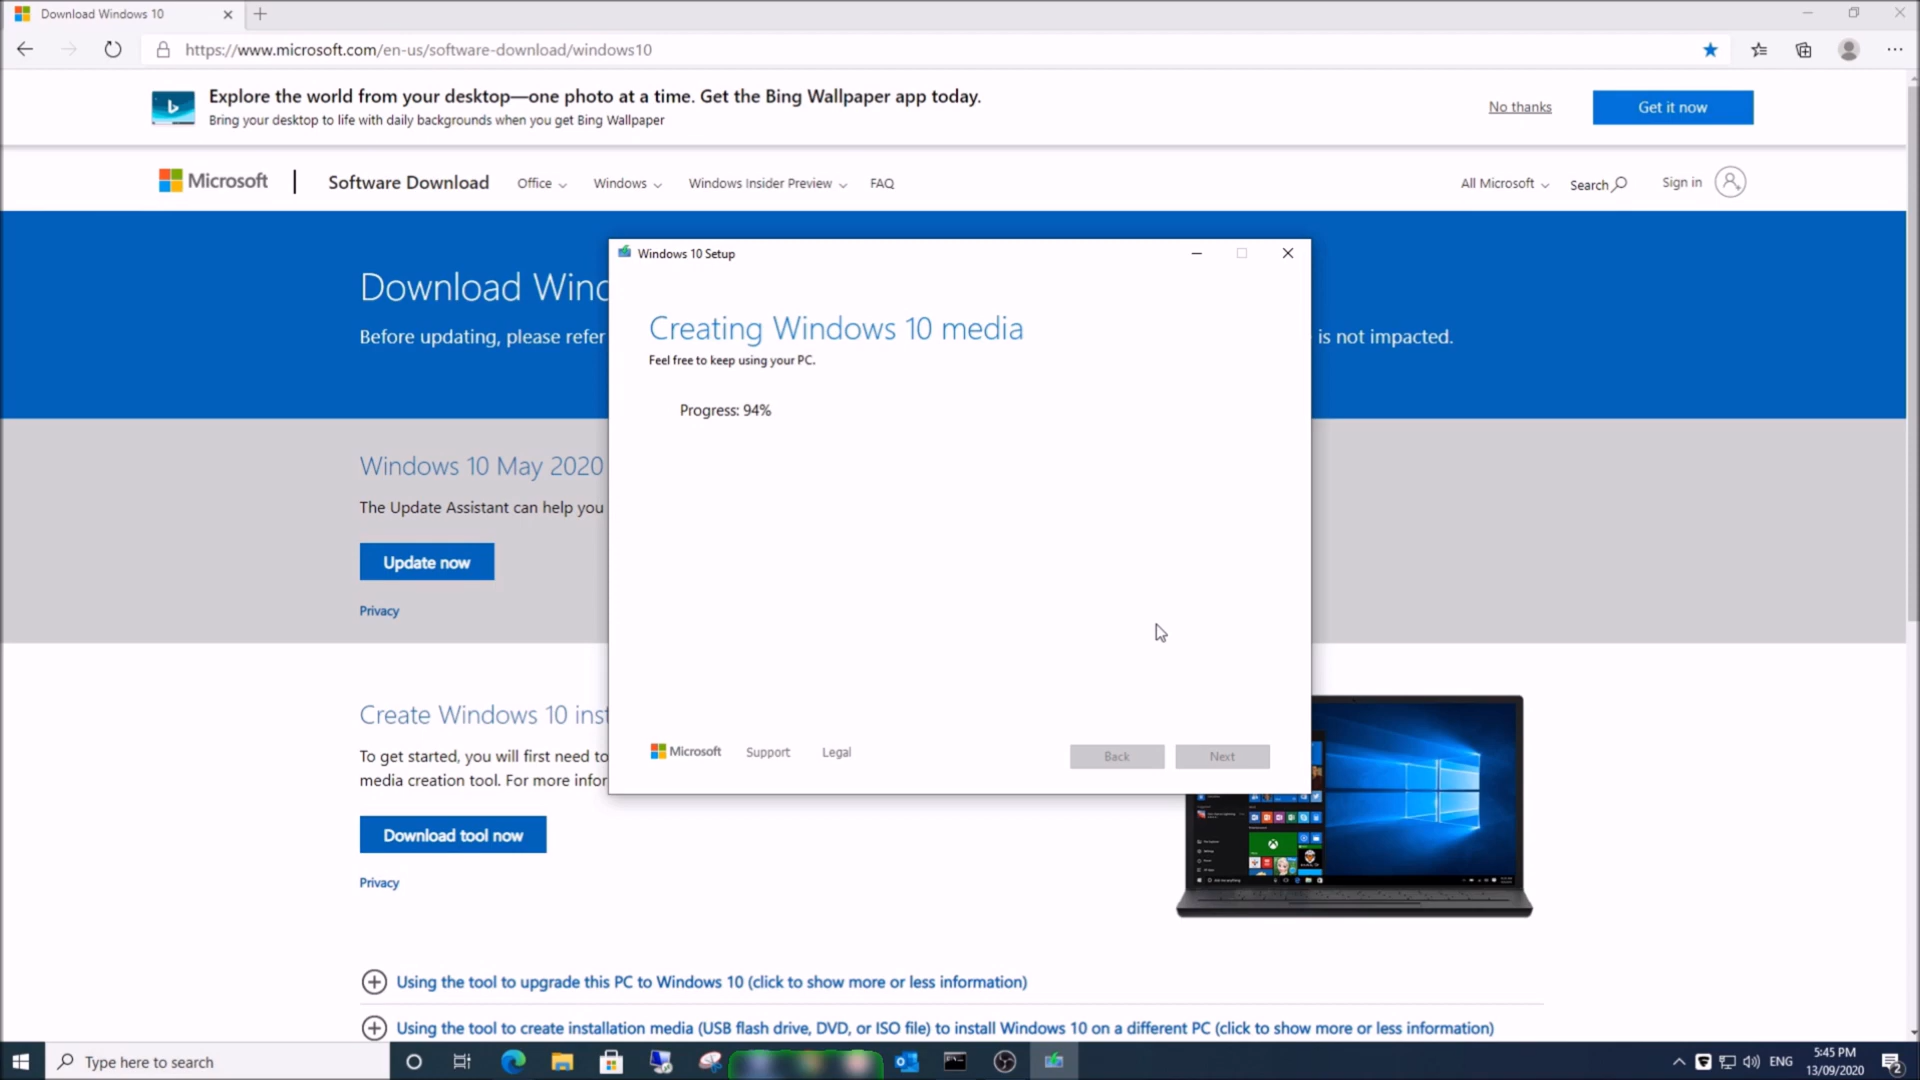 Download Windows 10
https://www.microsoft.com/en-us/software-download/windows10
Explore the world from your desktop—one photo at a time. Get the Bing Wallpaper app today.
Bring your desktop to life with daily backgrounds when you get Bing Wallpaper
No thanks
Get it now
Microsoft
Software Download
Office
Windows
Windows Insider Preview
FAQ
All Microsoft
Search
Sign in
Download Wind
Before updating, please refer
is not impacted.
Windows 10 Setup
Creating Windows 10 media
Feel free to keep using your PC.
Progress: 94%
Microsoft
Support
Legal
Back
Next
Windows 10 May 2020
The Update Assistant can help you
Update now
Privacy
Create Windows 10 inst
To get started, you will first need to
media creation tool. For more infor
Download tool now
Privacy
Using the tool to upgrade this PC to Windows 10 (click to show more or less information)
Using the tool to create installation media (USB flash drive, DVD, or ISO file) to install Windows 10 on a different PC (click to show more or less information)
Type here to search
ENG
5:45 PM
13/09/2020
2